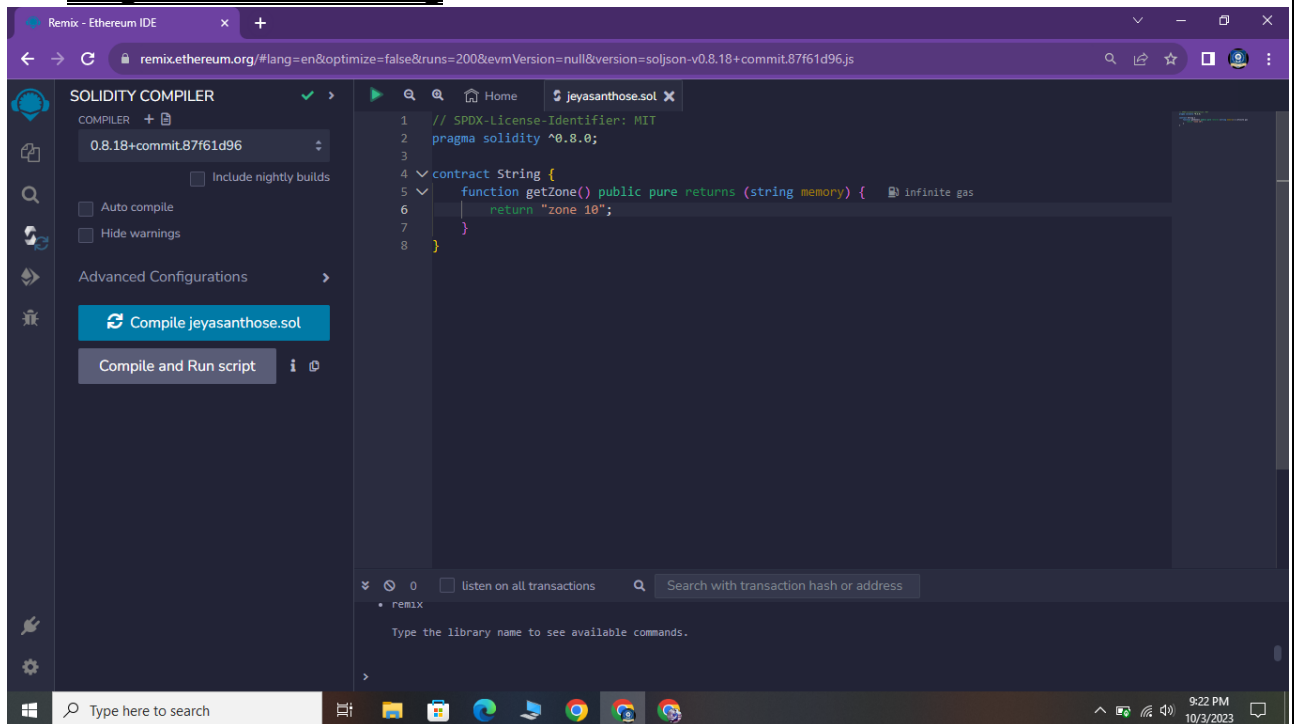 Remix - Ethereum IDE
remix.ethereum.org/#lang=en&optimize=false&runs=200&evmVersion=null&version=soljson-v0.8.18+commit.87f61d96.js
SOLIDITY COMPILER
COMPILER
0.8.18+commit.87f61d96
Include nightly builds
Auto compile
Hide warnings
Advanced Configurations
Compile jeyasanthose.sol
Compile and Run script
Home jeyasanthose.sol
1 // SPDX-License-Identifier: MIT
2 pragma solidity ^0.8.0;
3
4 contract String {
5 function getZone() public pure returns (string memory) { infinite gas
6 return "zone 10";
7 }
8 }
0 listen on all transactions Search with transaction hash or address
• remix
Type the library name to see available commands.
>
Type here to search
9:22 PM
10/3/2023